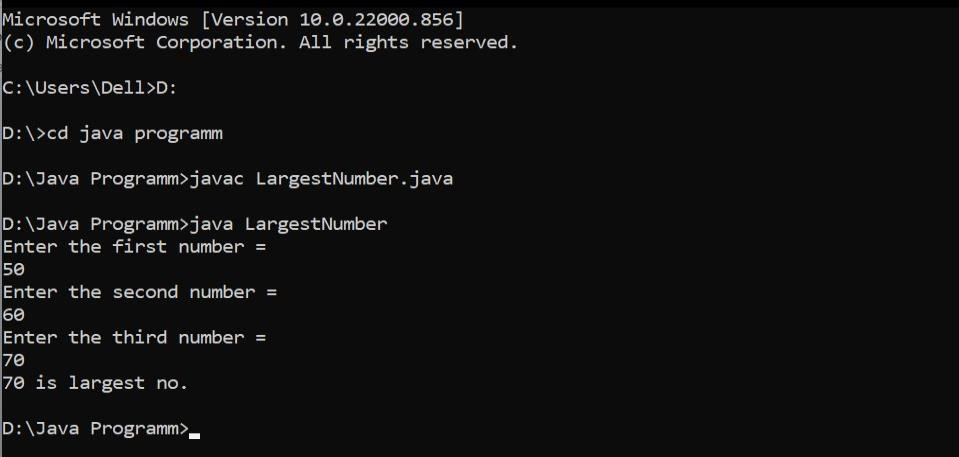 Microsoft Windows [Version 10.0.22000.856]
(c) Microsoft Corporation. All rights reserved.
C:\Users\Dell>D:
D:\>cd java programm
D:\Java Programm>javac LargestNumber.java
D:\Java Programm>java LargestNumber
Enter the first number =
50
Enter the second number =
60
Enter the third number =
70
70 is largest no.
D:\Java Programm>